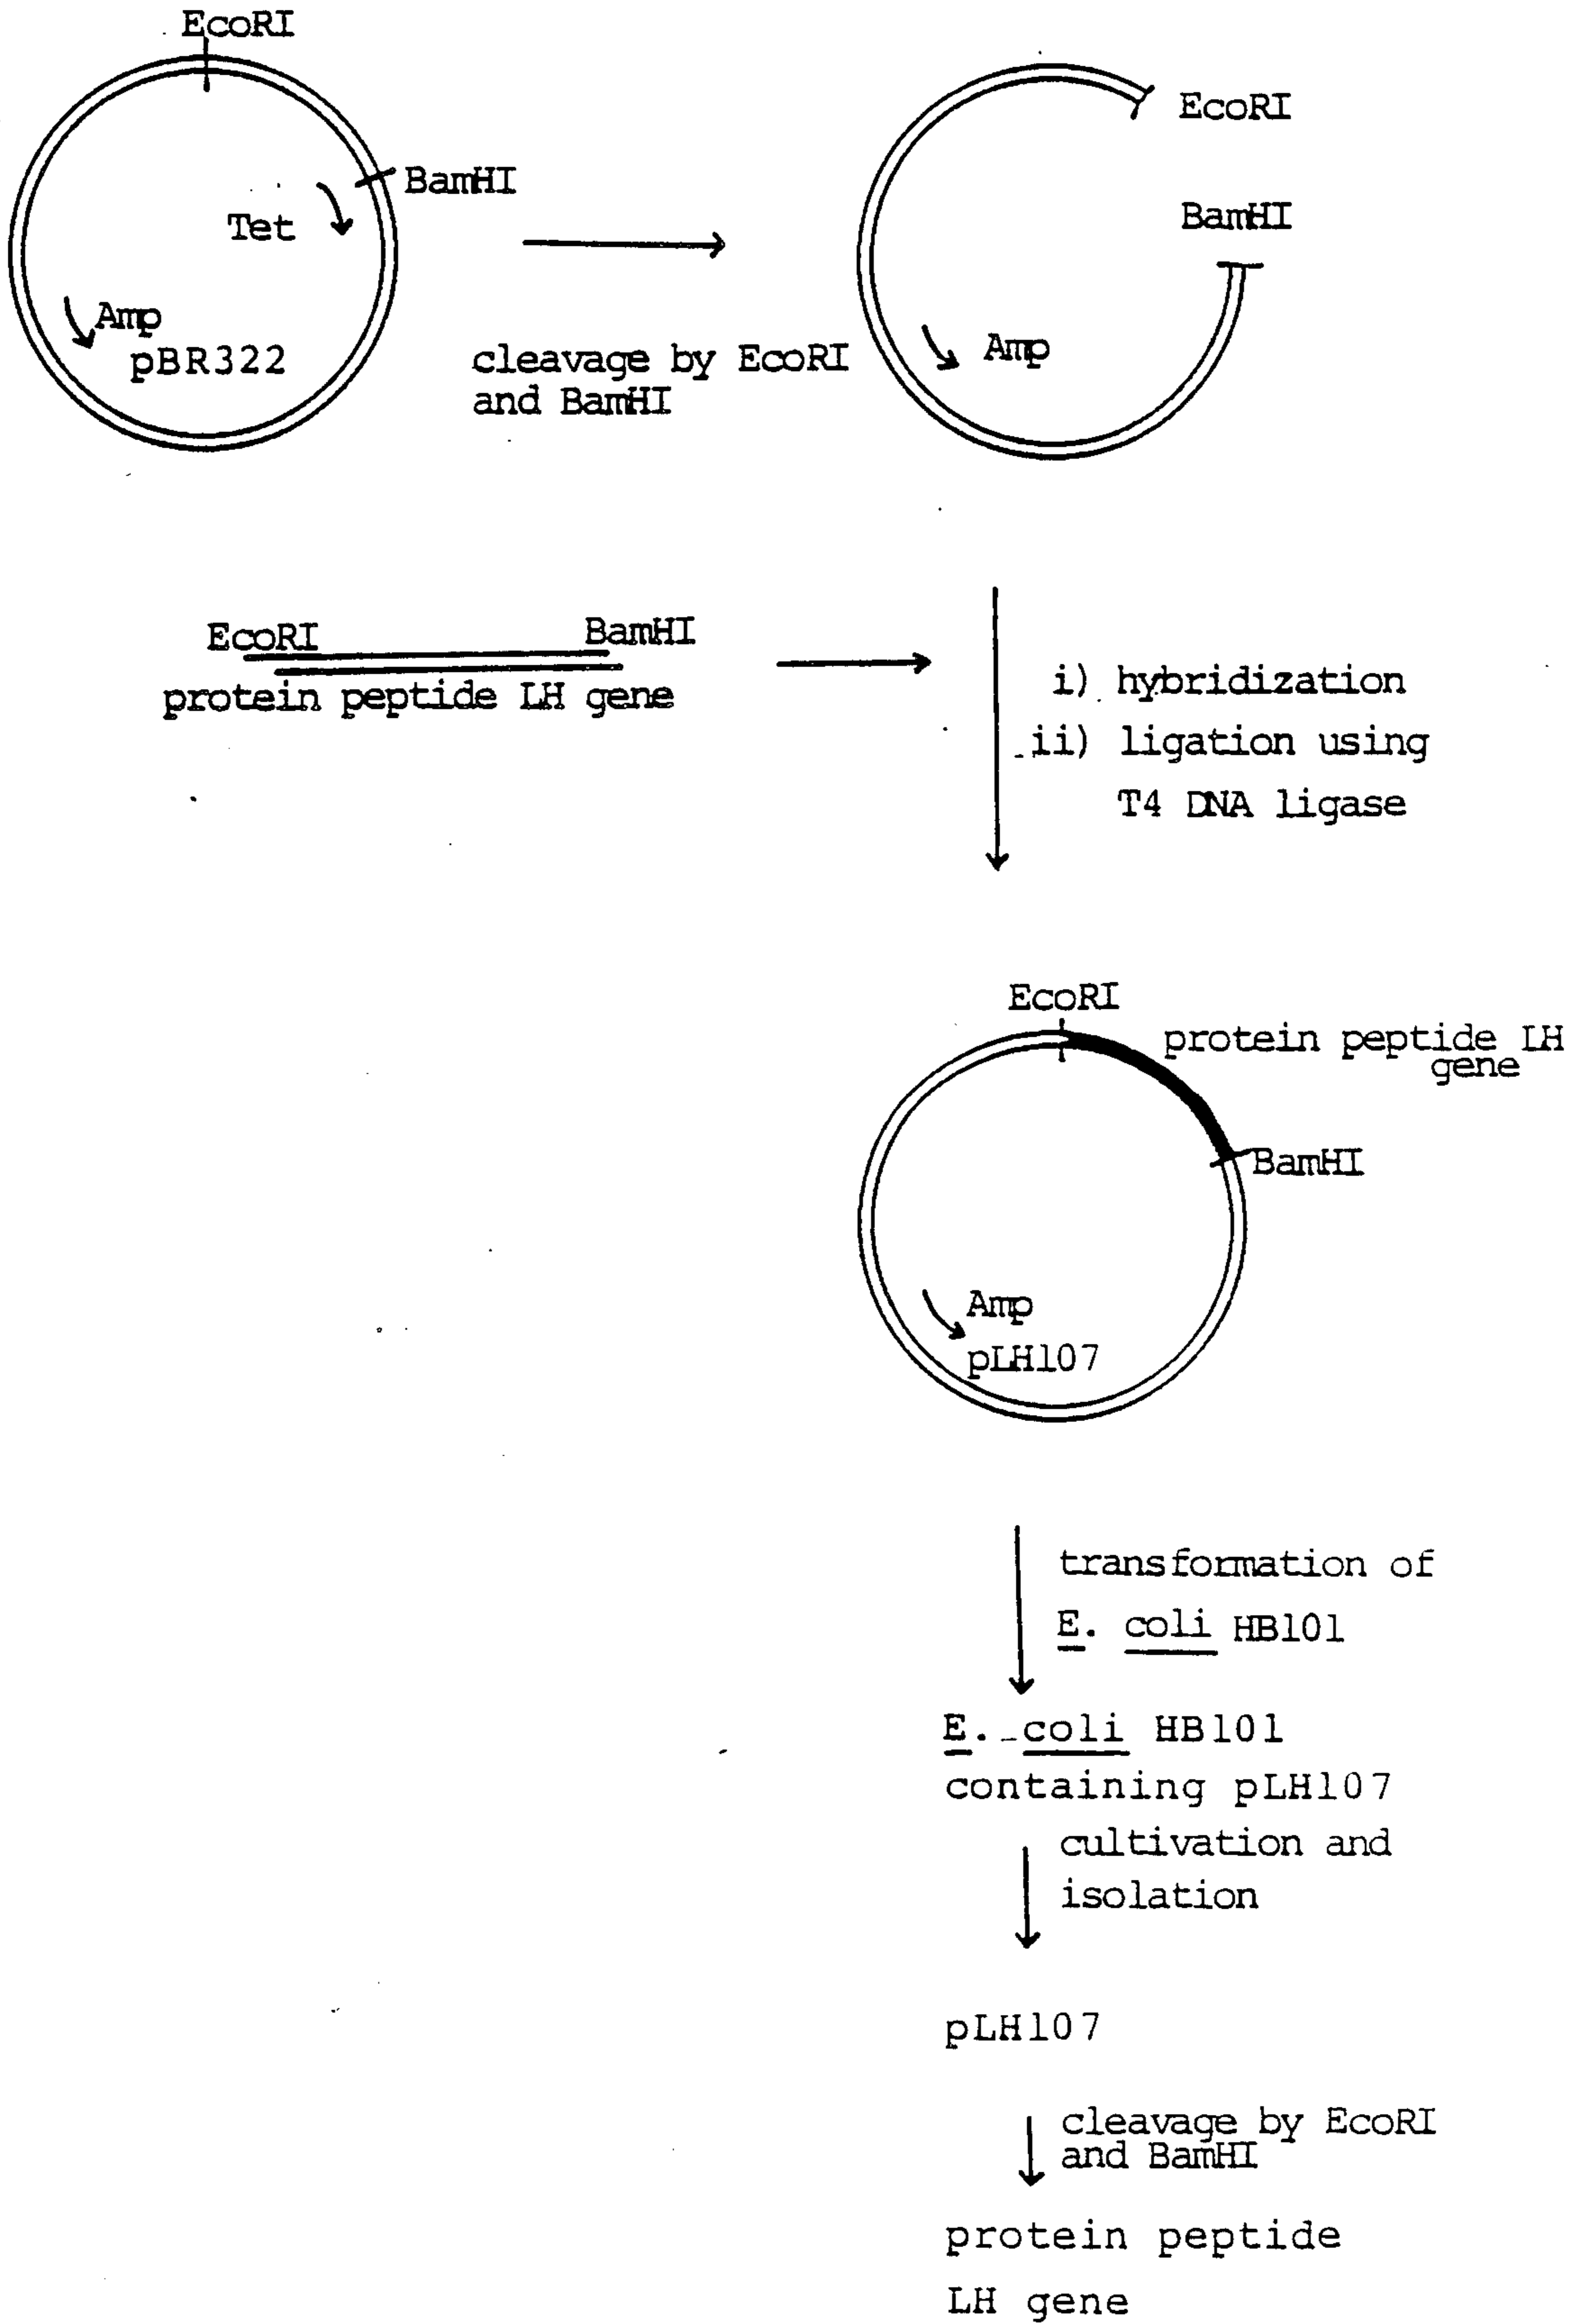 EcoRI
BamHI
Tet
Amp
pBR322
cleavage by EcoRI
and BamHI
EcoRI
BamHI
Amp
EcoRI
BamHI
protein peptide LH gene
i) hybridization
ii) ligation using
T4 DNA ligase
EcoRI
protein peptide LH
gene
BamHI
Amp
pLH107
transformation of
E. coli HB101
E. coli HB101
containing pLH107
cultivation and
isolation
pLH107
cleavage by EcoRI
and BamHI
protein peptide
LH gene